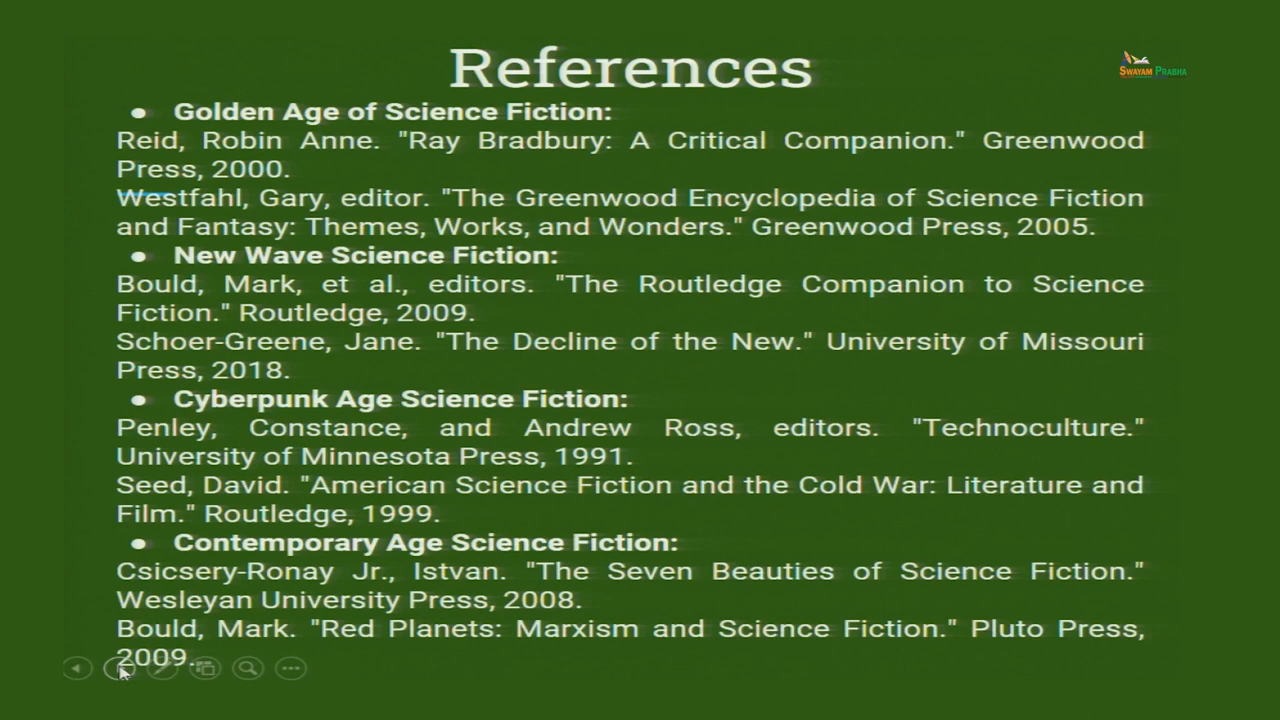 References
SWAYAM PRABHA
● Golden Age of Science Fiction:
Reid, Robin Anne. "Ray Bradbury: A Critical Companion." Greenwood
Press, 2000.
Westfahl, Gary, editor. "The Greenwood Encyclopedia of Science Fiction
and Fantasy: Themes, Works, and Wonders." Greenwood Press, 2005.
● New Wave Science Fiction:
Bould, Mark, et al., editors. "The Routledge Companion to Science
Fiction." Routledge, 2009.
Schoer-Greene, Jane. "The Decline of the New." University of Missouri
Press, 2018.
● Cyberpunk Age Science Fiction:
Penley, Constance, and Andrew Ross, editors. "Technoculture."
University of Minnesota Press, 1991.
Seed, David. "American Science Fiction and the Cold War: Literature and
Film." Routledge, 1999.
● Contemporary Age Science Fiction:
Csicsery-Ronay Jr., Istvan. "The Seven Beauties of Science Fiction."
Wesleyan University Press, 2008.
Bould, Mark. "Red Planets: Marxism and Science Fiction." Pluto Press,
2009.